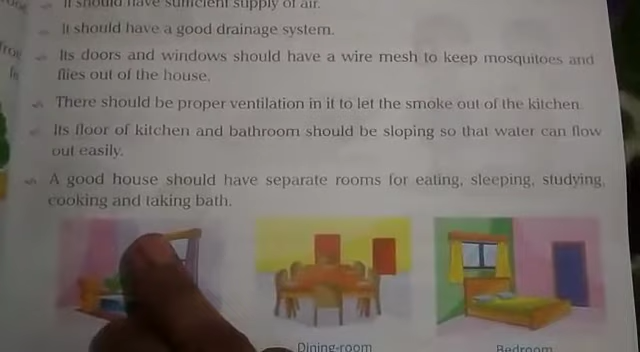 It should have sufficient supply of air.
It should have a good drainage system.
Its doors and windows should have a wire mesh to keep mosquitoes and
flies out of the house.
There should be proper ventilation in it to let the smoke out of the kitchen.
Its floor of kitchen and bathroom should be sloping so that water can flow
out easily.
A good house should have separate rooms for eating, sleeping, studying,
cooking and taking bath.
Dining-room
Bedroom